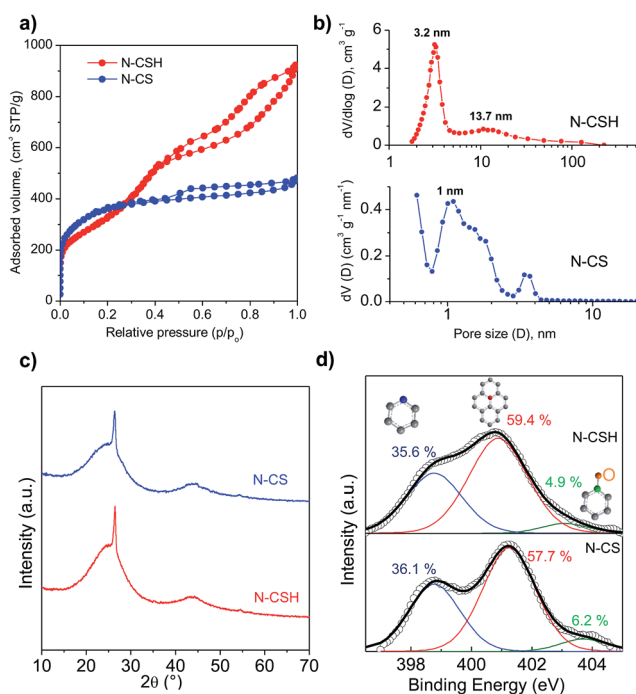 a)
1000
800
600
400
200
0
0.0 0.2 0.4 0.6 0.8 1.0
Adsorbed volume, (cm³ STP/g)
Relative pressure (p/pₒ)
N-CSH
N-CS
b)
3.2 nm
13.7 nm
N-CSH
6
4
2
0
1 10 100
dV/dlog (D), cm³ g⁻¹
1 nm
N-CS
0.4
0.2
0.0
1 10
dV (D) (cm³ g⁻¹ nm⁻¹)
Pore size (D), nm
c)
N-CS
N-CSH
Intensity (a.u.)
10 20 30 40 50 60 70
2θ (°)
d)
59.4 %
N-CSH
35.6 %
4.9 %
N-CS
57.7 %
36.1 %
6.2 %
Intensity (a.u.)
398 400 402 404
Binding Energy (eV)